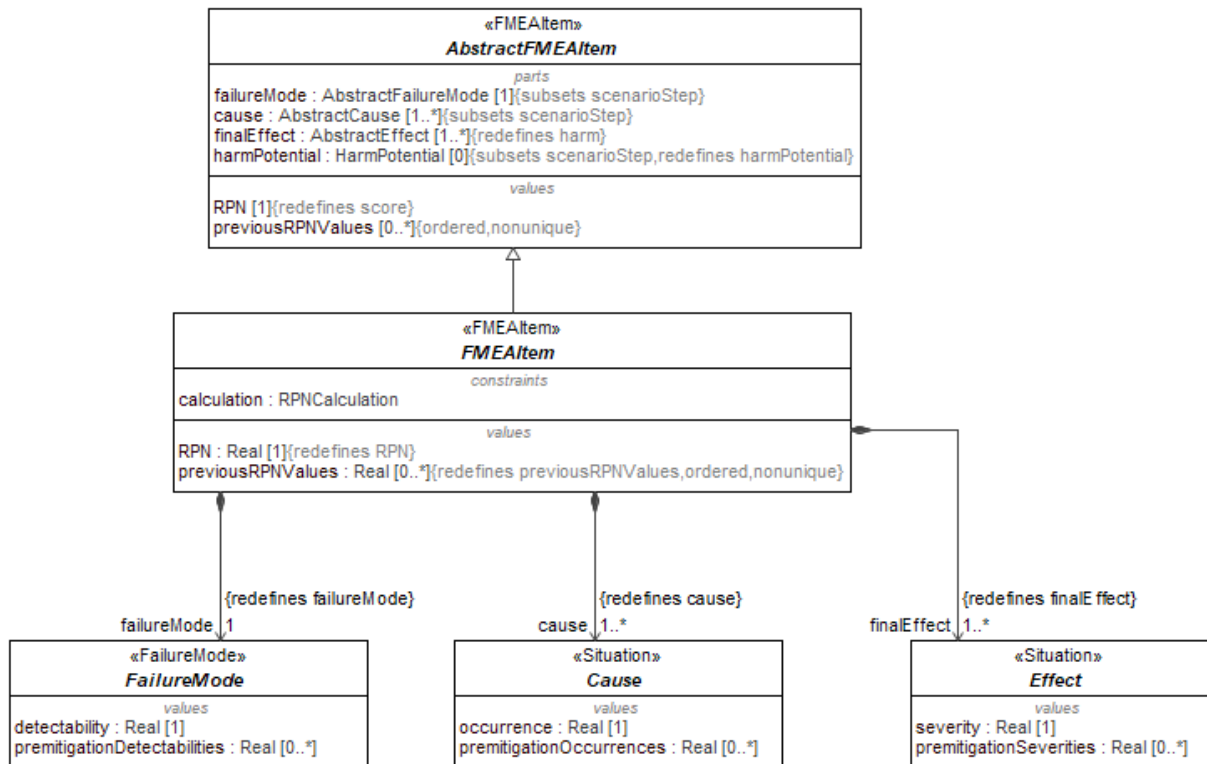 «FMEAItem»
AbstractFMEAItem
parts
failureMode : AbstractFailureMode [1]{subsets scenarioStep}
cause : AbstractCause [1..*]{subsets scenarioStep}
finalEffect : AbstractEffect [1..*]{redefines harm}
harmPotential : HarmPotential [0]{subsets scenarioStep,redefines harmPotential}
values
RPN [1]{redefines score}
previousRPNValues [0..*]{ordered,nonunique}
«FMEAItem»
FMEAItem
constraints
calculation : RPNCalculation
values
RPN : Real [1]{redefines RPN}
previousRPNValues : Real [0..*]{redefines previousRPNValues,ordered,nonunique}
{redefines failureMode}
failureMode 1
{redefines cause}
cause 1..*
{redefines finalEffect}
finalEffect 1..*
«FailureMode»
FailureMode
values
detectability : Real [1]
premitigationDetectabilities : Real [0..*]
«Situation»
Cause
values
occurrence : Real [1]
premitigationOccurrences : Real [0..*]
«Situation»
Effect
values
severity : Real [1]
premitigationSeverities : Real [0..*]